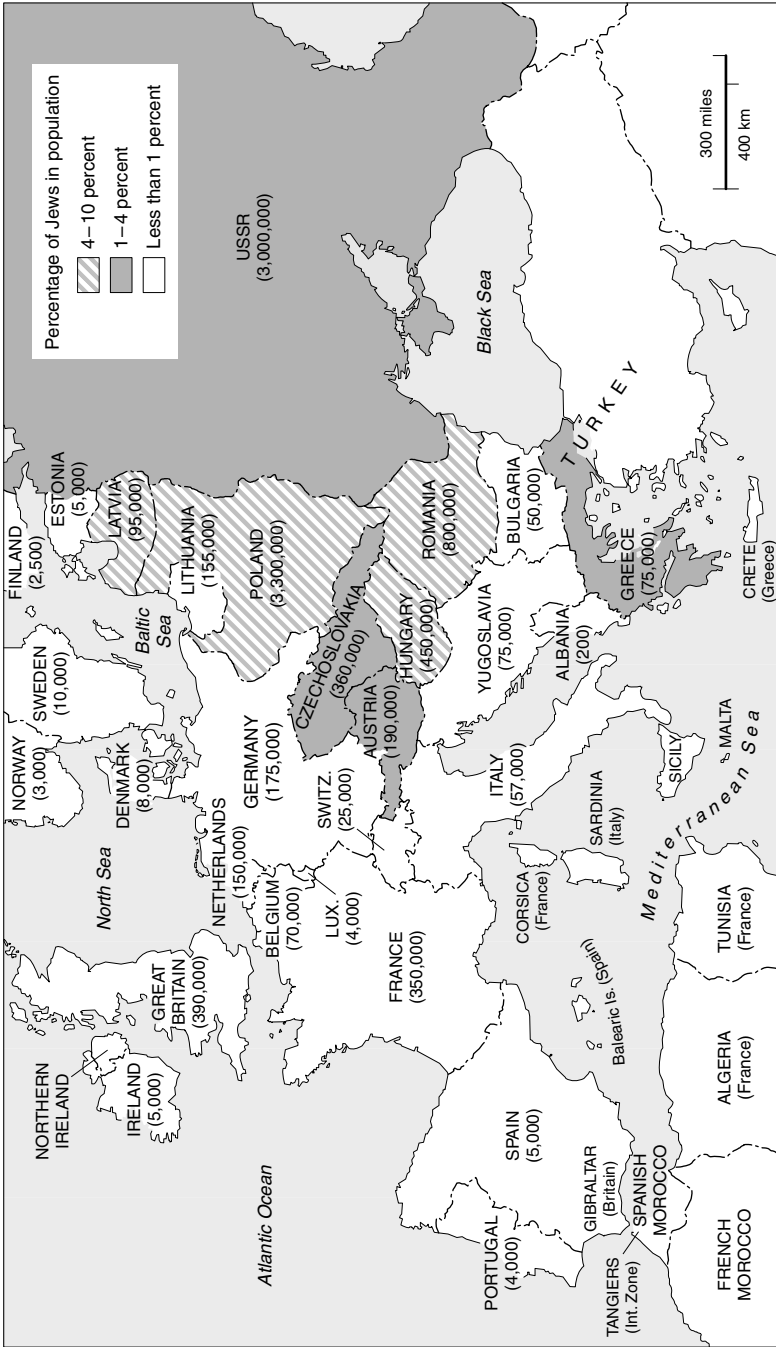 Percentage of Jews in population
4–10 percent
1–4 percent
Less than 1 percent
300 miles
400 km
NORWAY
(3,000)
SWEDEN
(10,000)
FINLAND
(2,500)
ESTONIA
(5,000)
LATVIA
(95,000)
LITHUANIA
(155,000)
Baltic
Sea
DENMARK
(8,000)
North Sea
NORTHERN
IRELAND
IRELAND
(5,000)
GREAT
BRITAIN
(390,000)
NETHERLANDS
(150,000)
BELGIUM
(70,000)
LUX.
(4,000)
GERMANY
(175,000)
POLAND
(3,300,000)
USSR
(3,000,000)
Atlantic Ocean
FRANCE
(350,000)
SWITZ.
(25,000)
CZECHOSLOVAKIA
(360,000)
AUSTRIA
(190,000)
HUNGARY
(450,000)
ROMANIA
(800,000)
Black Sea
YUGOSLAVIA
(75,000)
BULGARIA
(50,000)
ALBANIA
(200)
ITALY
(57,000)
CORSICA
(France)
SARDINIA
(Italy)
SICILY
MALTA
GREECE
(75,000)
CRETE
(Greece)
TURKEY
PORTUGAL
(4,000)
SPAIN
(5,000)
Balearic Is. (Spain)
GIBRALTAR
(Britain)
TANGIERS
(Int. Zone)
SPANISH
MOROCCO
Mediterranean Sea
FRENCH
MOROCCO
ALGERIA
(France)
TUNISIA
(France)